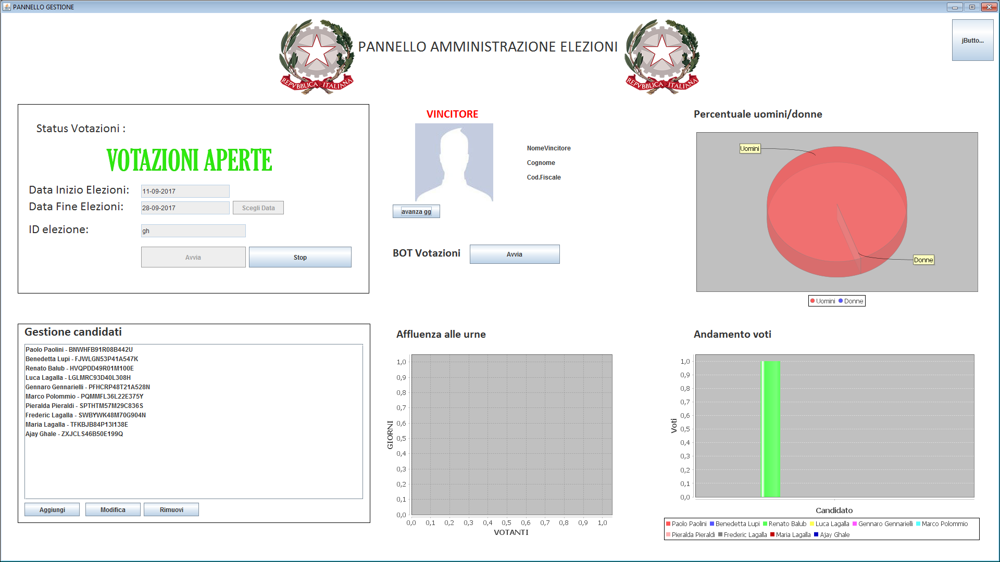 PANNELLO GESTIONE
REPVBBLICA ITALIANA
PANNELLO AMMINISTRAZIONE ELEZIONI
REPVBBLICA ITALIANA
jButto...
Status Votazioni :
VOTAZIONI APERTE
Data Inizio Elezioni:
11-09-2017
Data Fine Elezioni:
28-09-2017
Scegli Data
ID elezione:
gh
Avvia
Stop
VINCITORE
NomeVincitore
Cognome
Cod.Fiscale
avanza gg
BOT Votazioni
Avvia
Percentuale uomini/donne
Uomini
Donne
Uomini Donne
Gestione candidati
Paolo Paolini - BNWHFB91R08B442U
Benedetta Lupi - FJWLGN53P41A547K
Renato Balub - HVQPDD49R01M100E
Luca Lagalla - LGLMRC93D40L308H
Gennaro Gennarielli - PFHCRP48T21A528N
Marco Polommio - PQMMFL36L22E375Y
Pieralda Pieraldi - SPTHTM57M29C836S
Frederic Lagalla - SWBYWK48M70G904N
Maria Lagalla - TFKBJB84P13I138E
Ajay Ghale - ZXJCLS46B50E199Q
Aggiungi
Modifica
Rimuovi
Affluenza alle urne
GIORNI
1,0
0,9
0,8
0,7
0,6
0,5
0,4
0,3
0,2
0,1
0,0
0,0 0,1 0,2 0,3 0,4 0,5 0,6 0,7 0,8 0,9 1,0
VOTANTI
Andamento voti
Voti
1,0
0,9
0,8
0,7
0,6
0,5
0,4
0,3
0,2
0,1
0,0
Candidato
Paolo Paolini Benedetta Lupi Renato Balub Luca Lagalla Gennaro Gennarielli Marco Polommio
Pieralda Pieraldi Frederic Lagalla Maria Lagalla Ajay Ghale